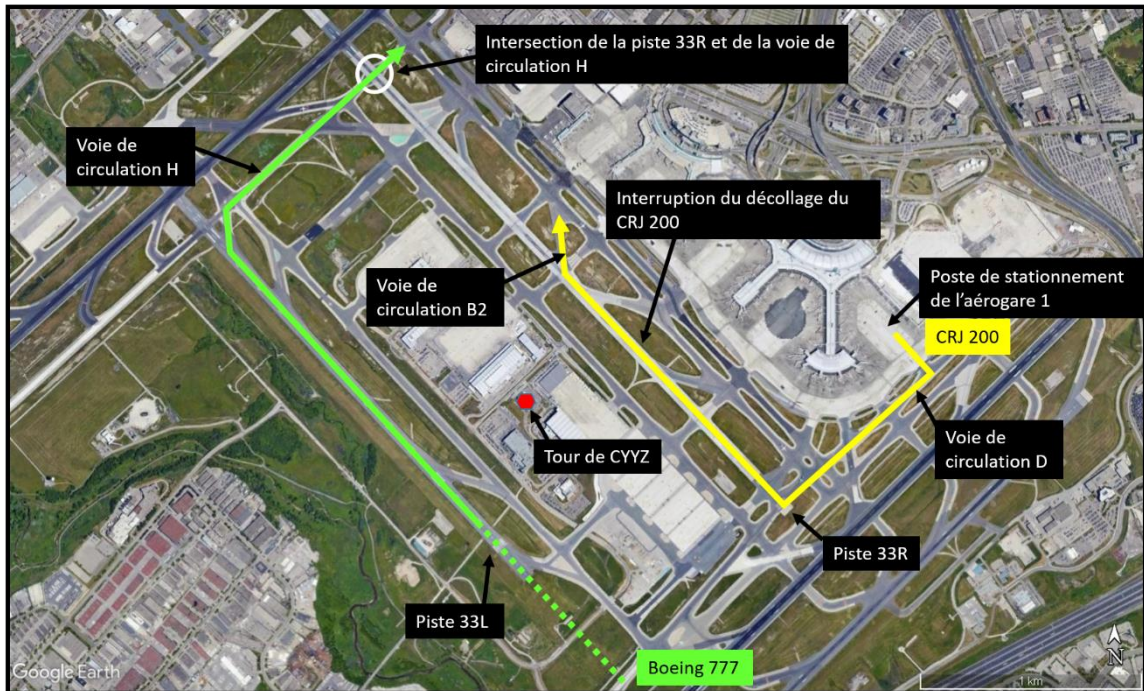 Intersection de la piste 33R et de la voie de
circulation H
Voie de
circulation H
Interruption du décollage du
CRJ 200
Poste de stationnement
de l'aérogare 1
CRJ 200
Voie de
circulation B2
Tour de CYYZ
Voie de
circulation D
Piste 33R
Piste 33L
Boeing 777
Google Earth
N
1 km